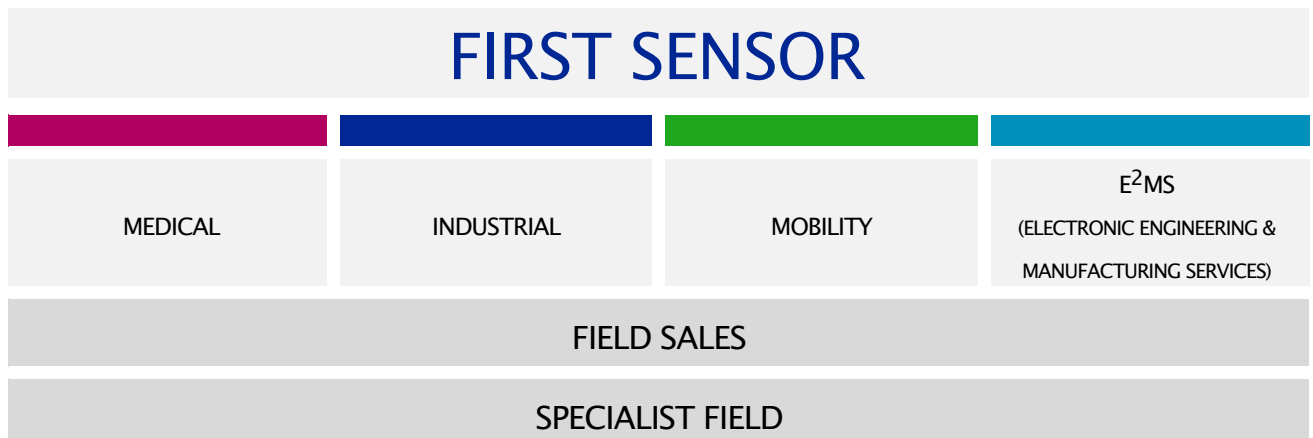 FIRST SENSOR
MEDICAL
INDUSTRIAL
MOBILITY
E²MS
(ELECTRONIC ENGINEERING &
MANUFACTURING SERVICES)
FIELD SALES
SPECIALIST FIELD